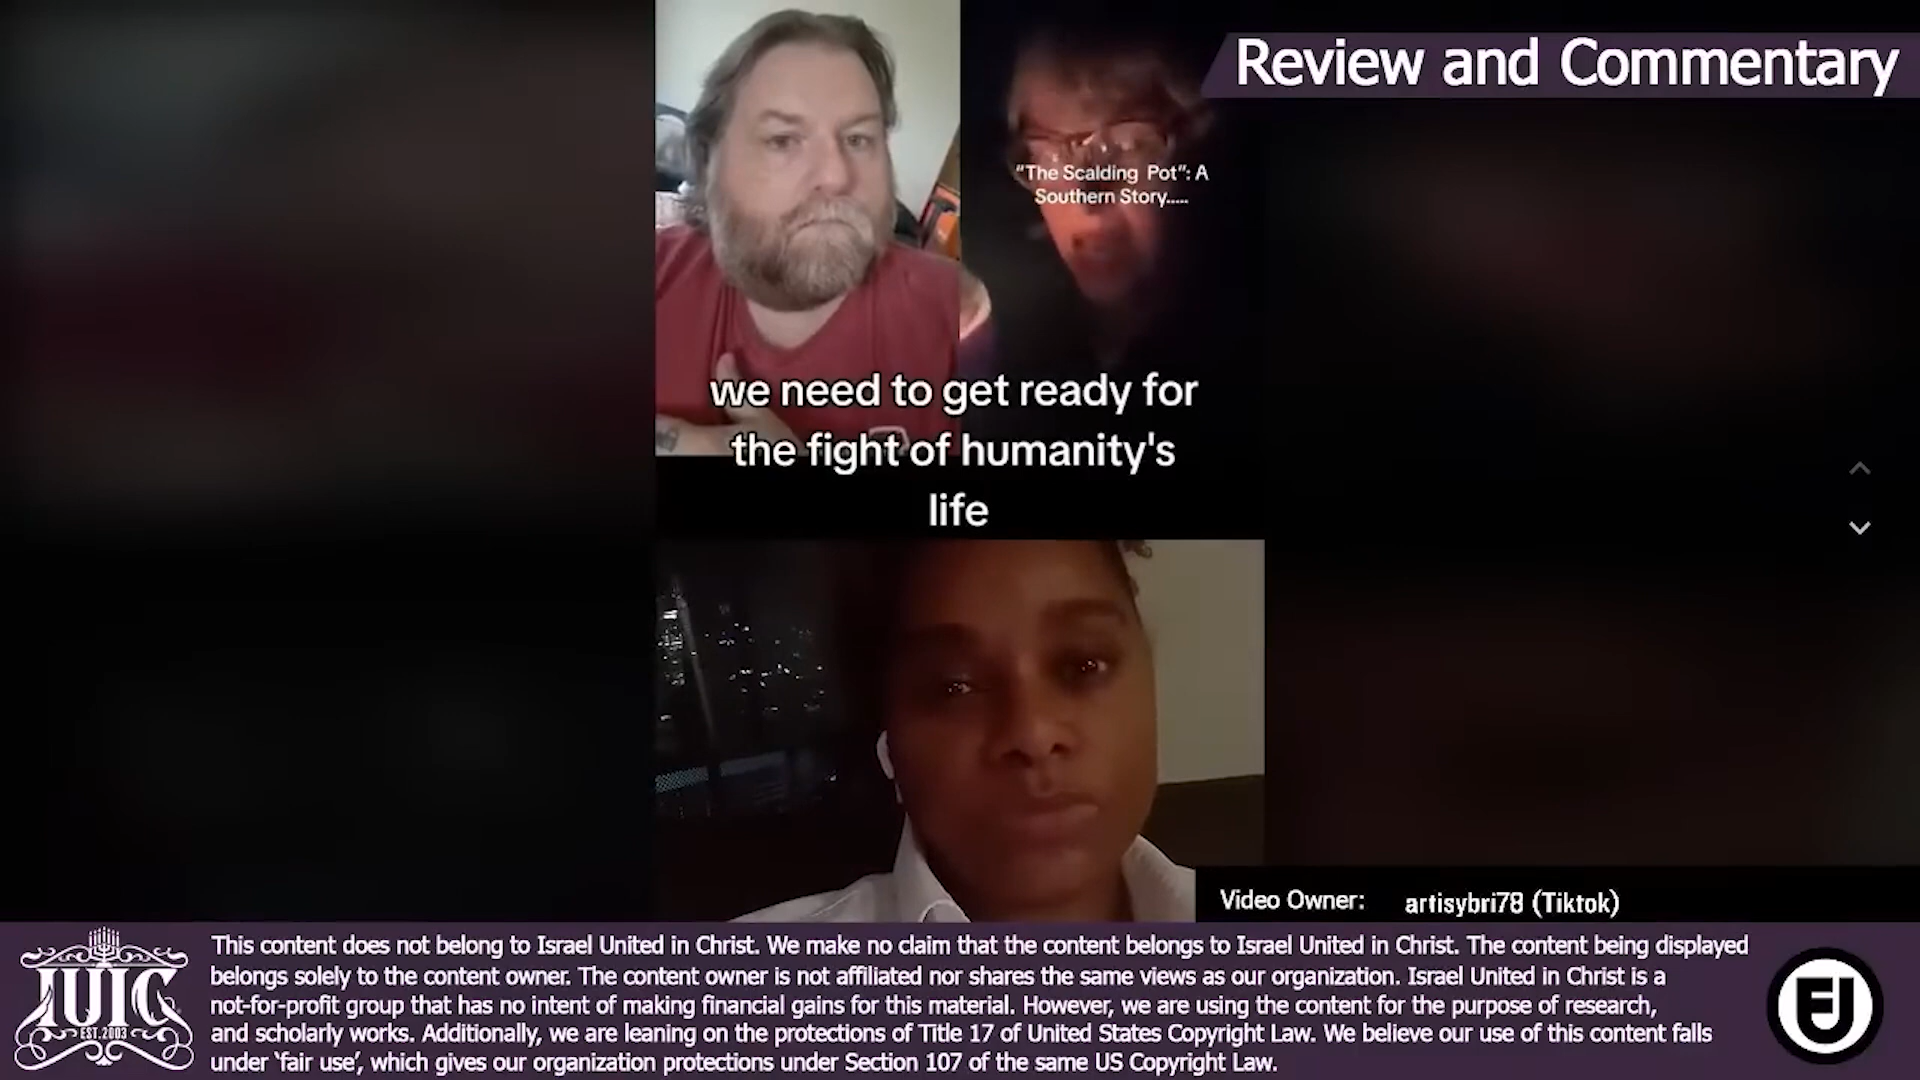 Review and Commentary
“The Scalding Pot”: A
Southern Story.....
we need to get ready for
the fight of humanity's
life
Video Owner: artisybri78 (Tiktok)
This content does not belong to Israel United in Christ. We make no claim that the content belongs to Israel United in Christ. The content being displayed
belongs solely to the content owner. The content owner is not affiliated nor shares the same views as our organization. Israel United in Christ is a
not-for-profit group that has no intent of making financial gains for this material. However, we are using the content for the purpose of research,
and scholarly works. Additionally, we are leaning on the protections of Title 17 of United States Copyright Law. We believe our use of this content falls
under ‘fair use’, which gives our organization protections under Section 107 of the same US Copyright Law.
IUIC
EST. 2003